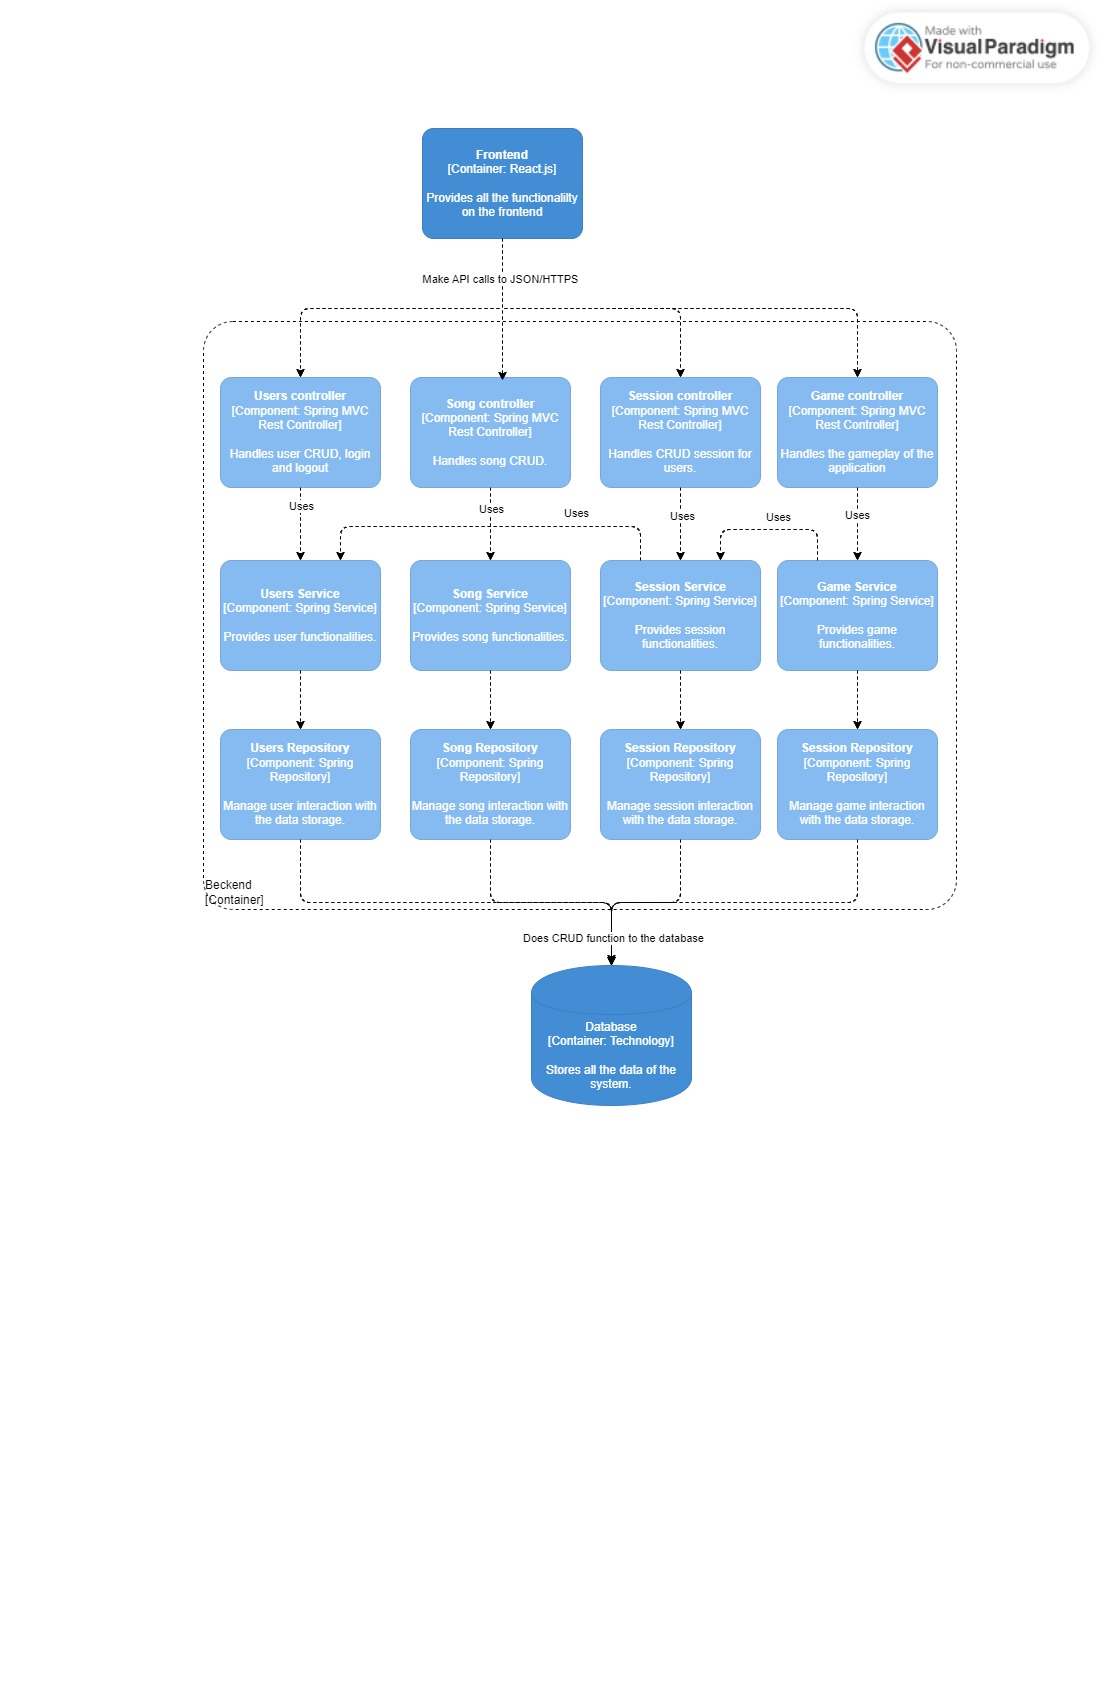 Made with
Visual Paradigm
For non-commercial use
Frontend
[Container: React.js]
Provides all the functionalilty
on the frontend
Make API calls to JSON/HTTPS
Users controller
[Component: Spring MVC
Rest Controller]
Handles user CRUD, login
and logout
Song controller
[Component: Spring MVC
Rest Controller]
Handles song CRUD.
Session controller
[Component: Spring MVC
Rest Controller]
Handles CRUD session for
users.
Game controller
[Component: Spring MVC
Rest Controller]
Handles the gameplay of the
application
Uses
Uses
Uses
Uses
Uses
Uses
Users Service
[Component: Spring Service]
Provides user functionalities.
Song Service
[Component: Spring Service]
Provides song functionalities.
Session Service
[Component: Spring Service]
Provides session
functionalities.
Game Service
[Component: Spring Service]
Provides game
functionalities.
Users Repository
[Component: Spring
Repository]
Manage user interaction with
the data storage.
Song Repository
[Component: Spring
Repository]
Manage song interaction with
the data storage.
Session Repository
[Component: Spring
Repository]
Manage session interaction
with the data storage.
Session Repository
[Component: Spring
Repository]
Manage game interaction
with the data storage.
Beckend
[Container]
Does CRUD function to the database
Database
[Container: Technology]
Stores all the data of the
system.